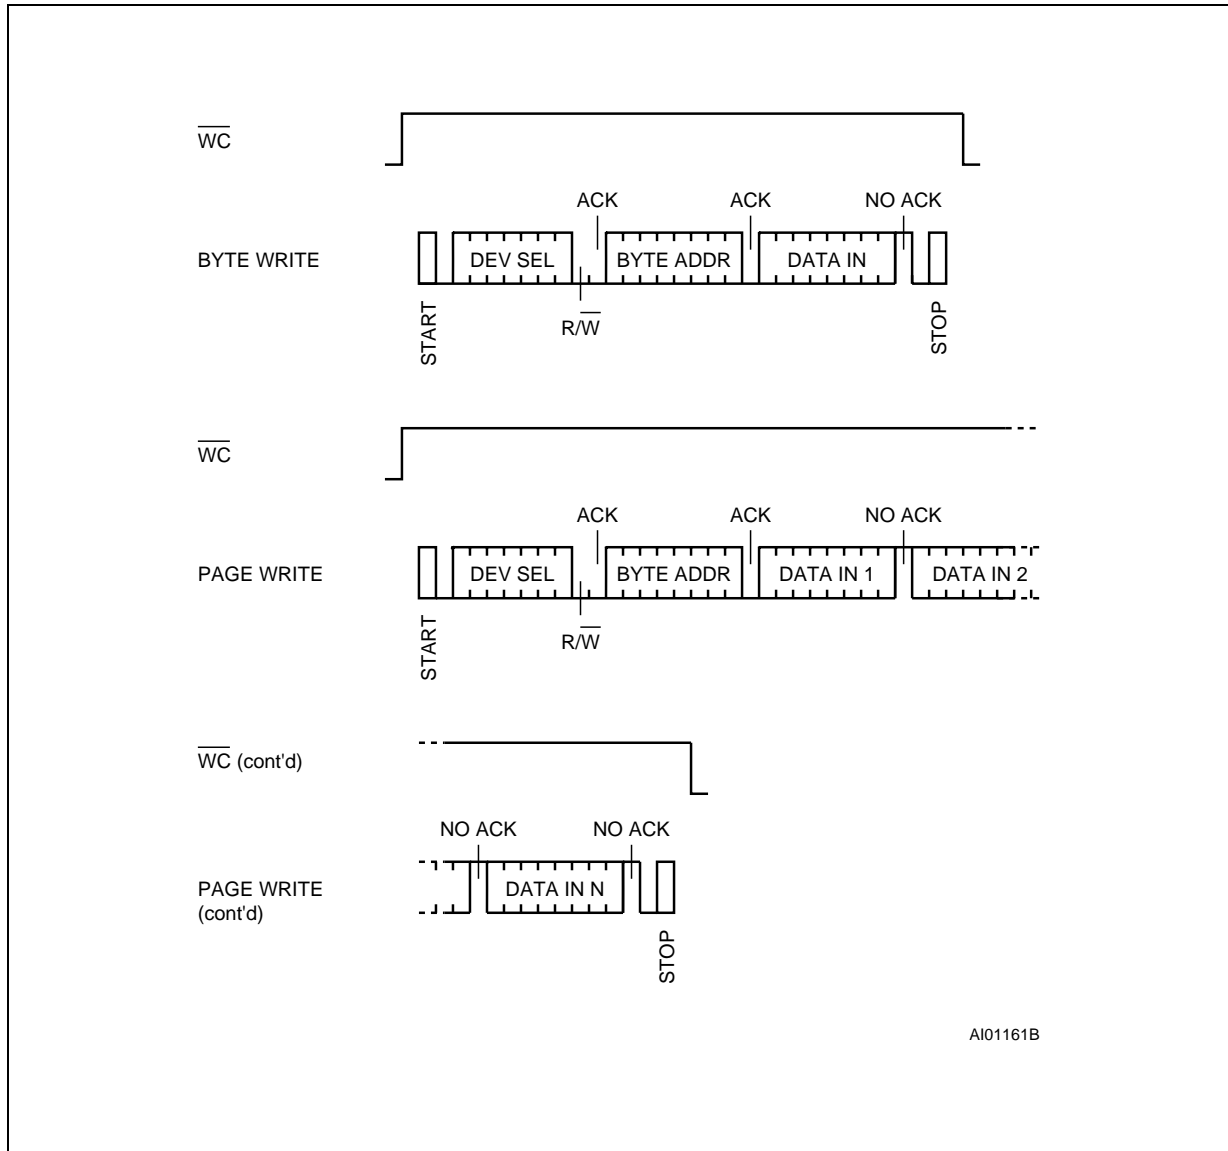 WC
ACK ACK NO ACK
BYTE WRITE DEV SEL BYTE ADDR DATA IN
START R/W STOP
WC
ACK ACK NO ACK
PAGE WRITE DEV SEL BYTE ADDR DATA IN 1 DATA IN 2
START R/W
WC (cont'd)
NO ACK NO ACK
PAGE WRITE DATA IN N
(cont'd)
STOP
AI01161B